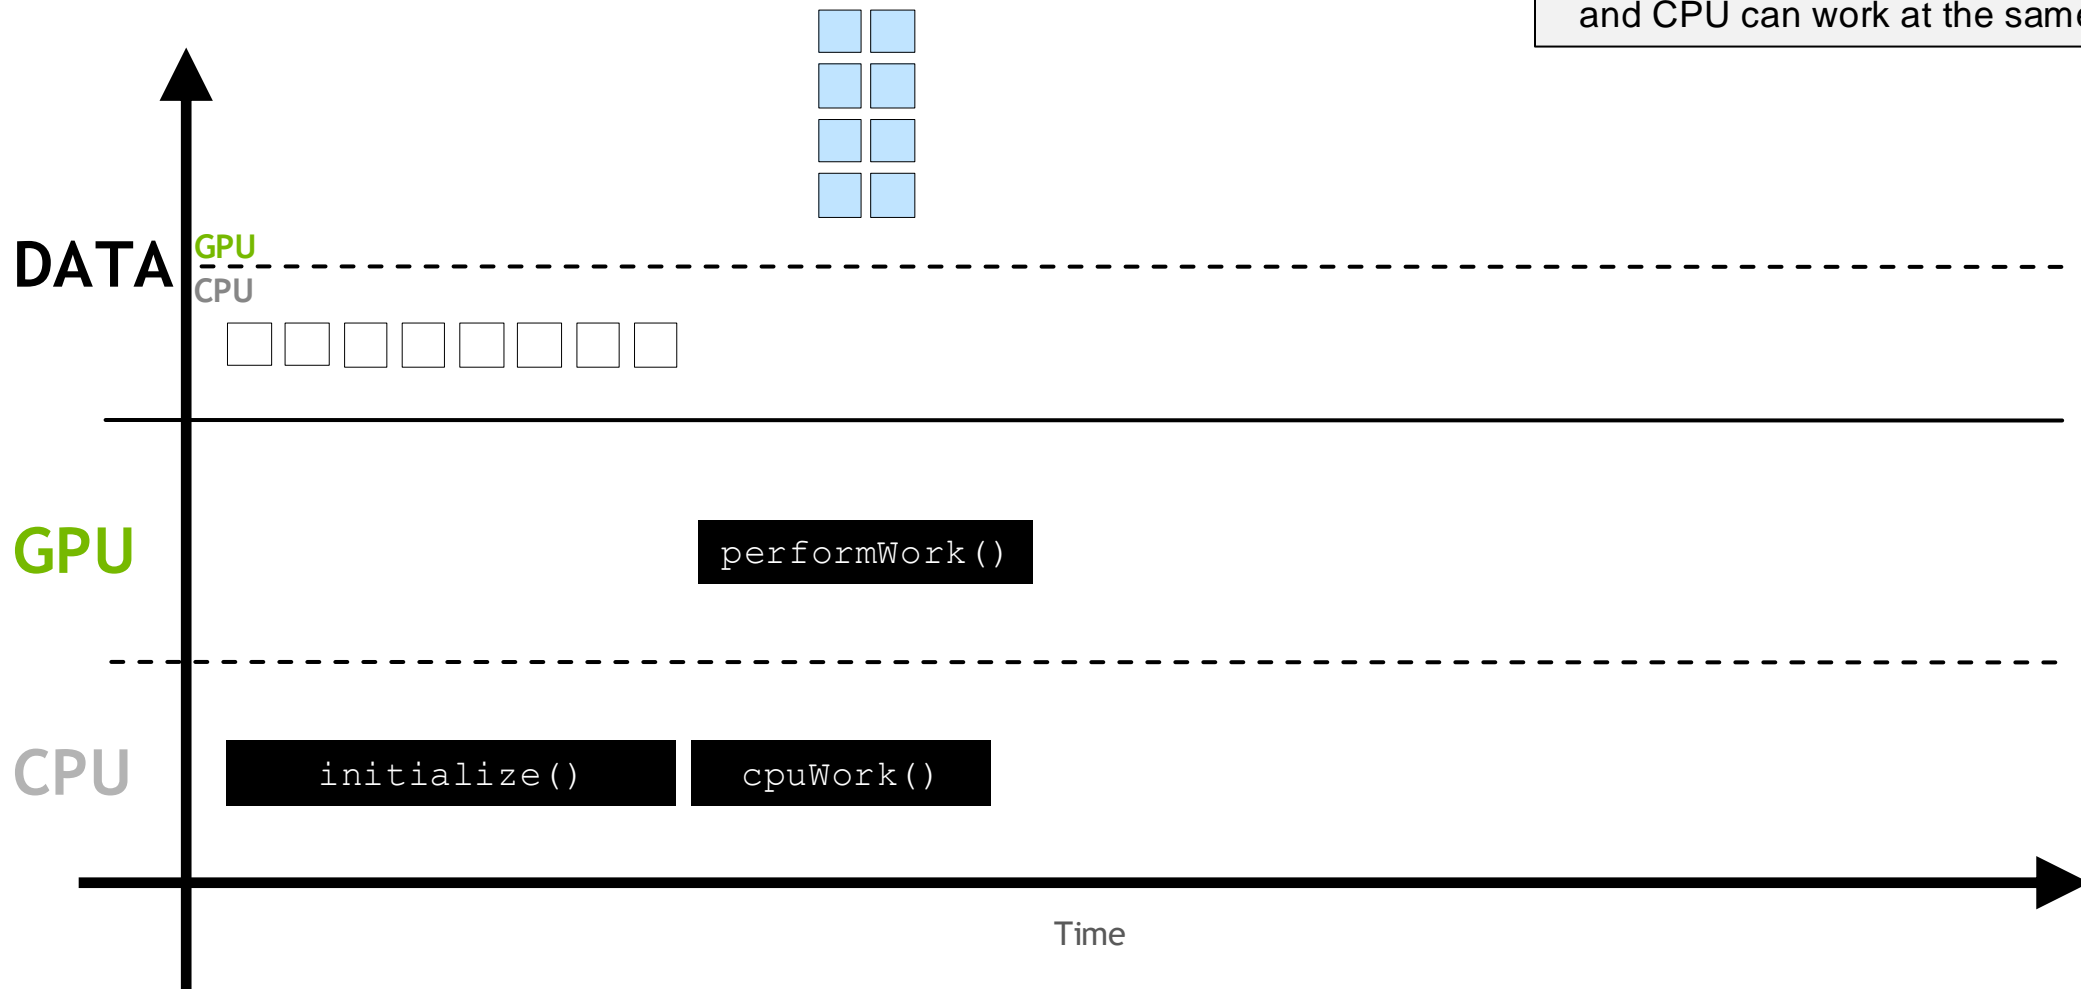 and CPU can work at the same
DATA
GPU
CPU
GPU
performWork()
CPU
initialize()
cpuWork()
Time